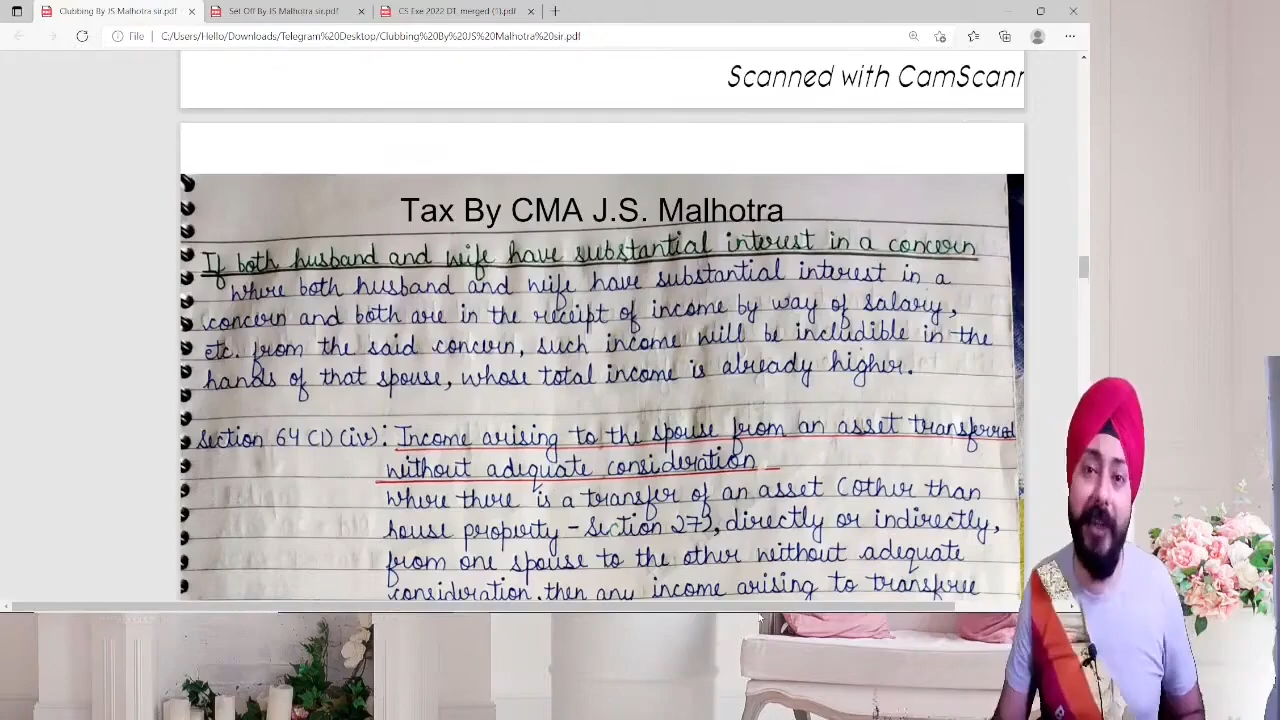 Clubbing By JS Malhotra sir.pdf
Set Off By JS Malhotra sir.pdf
CS Exe 2022 DT_merged (1).pdf
File
C:/Users/Hello/Downloads/Telegram%20Desktop/Clubbing%20By%20JS%20Malhotra%20sir.pdf
Scanned with CamScanr
Tax By CMA J.S. Malhotra
If both husband and wife have substantial interest in a concern
where both husband and wife have substantial interest in a
concern and both are in the receipt of income by way of salary,
etc. from the said concern, such income will be includible in the
hands of that spouse, whose total income is already higher.
Section 64 (1) (iv): Income arising to the spouse from an asset transferred
without adequate consideration
where there is a transfer of an asset (other than
house property - Section 27), directly or indirectly,
from one spouse to the other without adequate
consideration, then any income arising to transfree